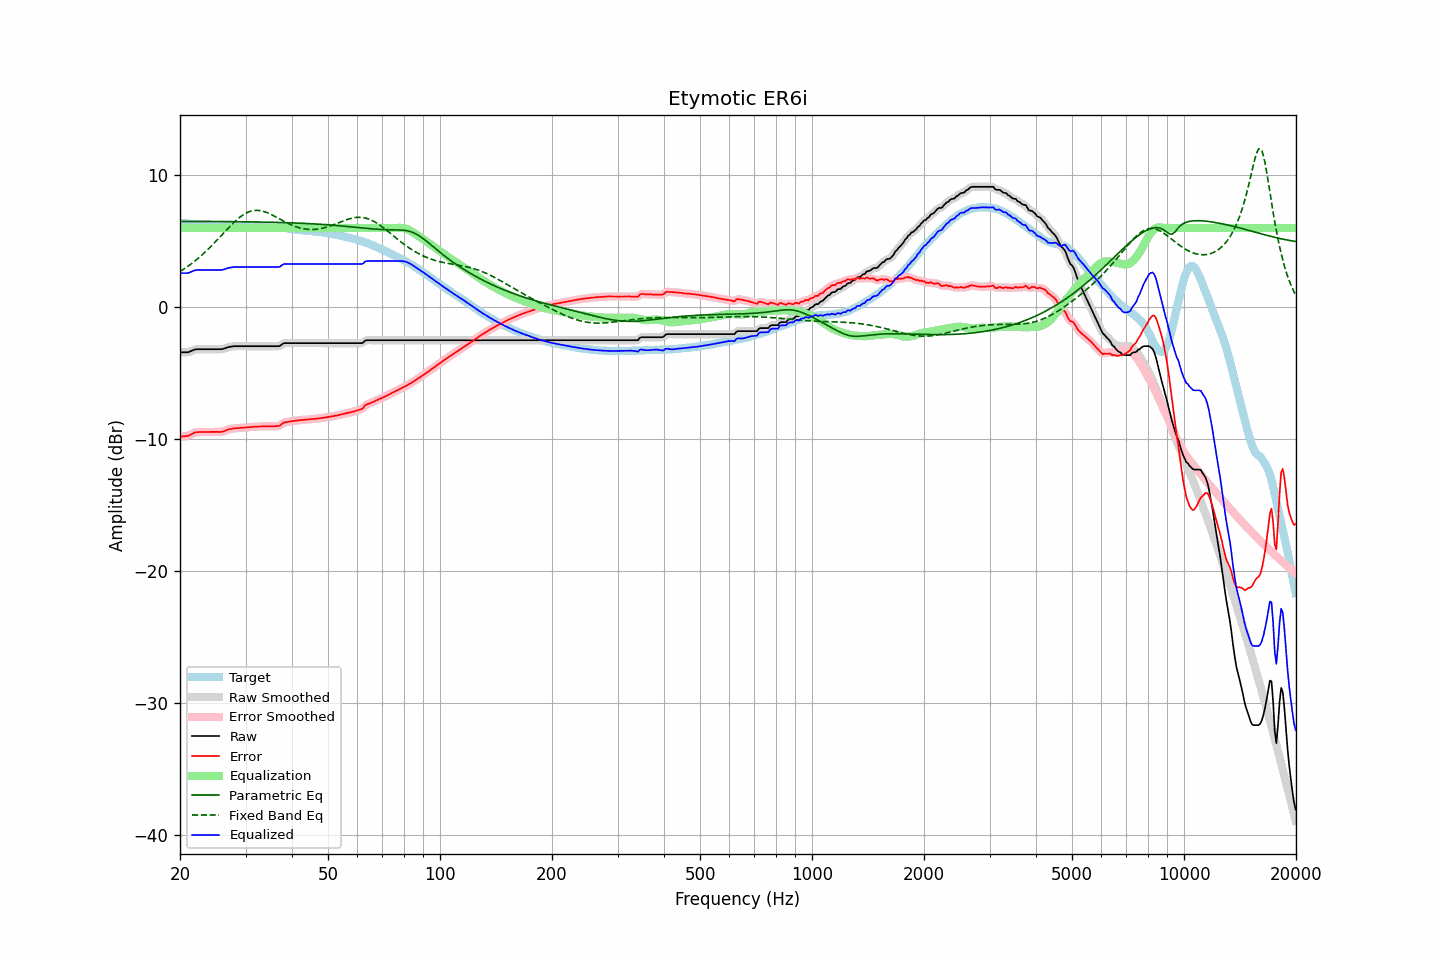 Etymotic ER6i
10
0
−10
−20
−30
−40
Amplitude (dBr)
Target
Raw Smoothed
Error Smoothed
Raw
Error
Equalization
Parametric Eq
Fixed Band Eq
Equalized
20
50
100
200
500
1000
2000
5000
10000
20000
Frequency (Hz)